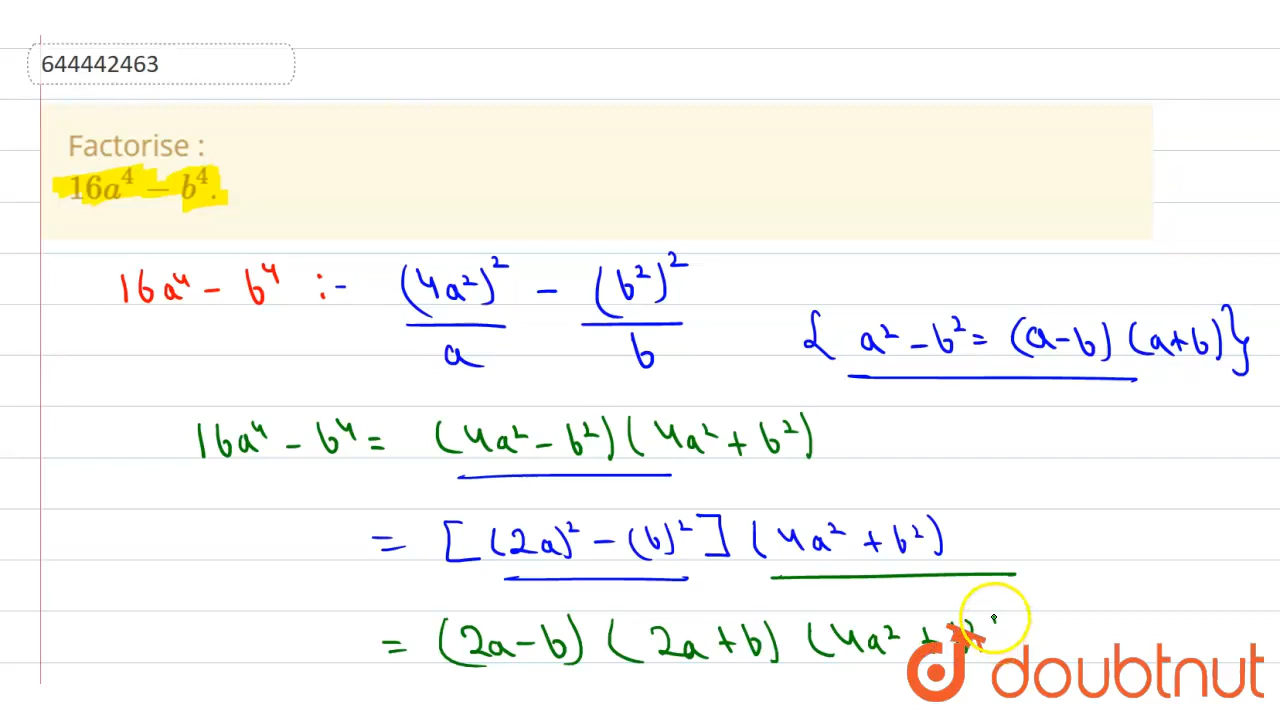 644442463
Factorise :
16a⁴ − b⁴.
16a⁴ - b⁴ :- (4a²)² - (b²)²
a b
{ a² - b² = (a-b) (a+b) }
16a⁴ - b⁴ = (4a² - b²) (4a² + b²)
= [(2a)² - (b)²] (4a² + b²)
= (2a - b) (2a + b) (4a² + b²
doubtnut